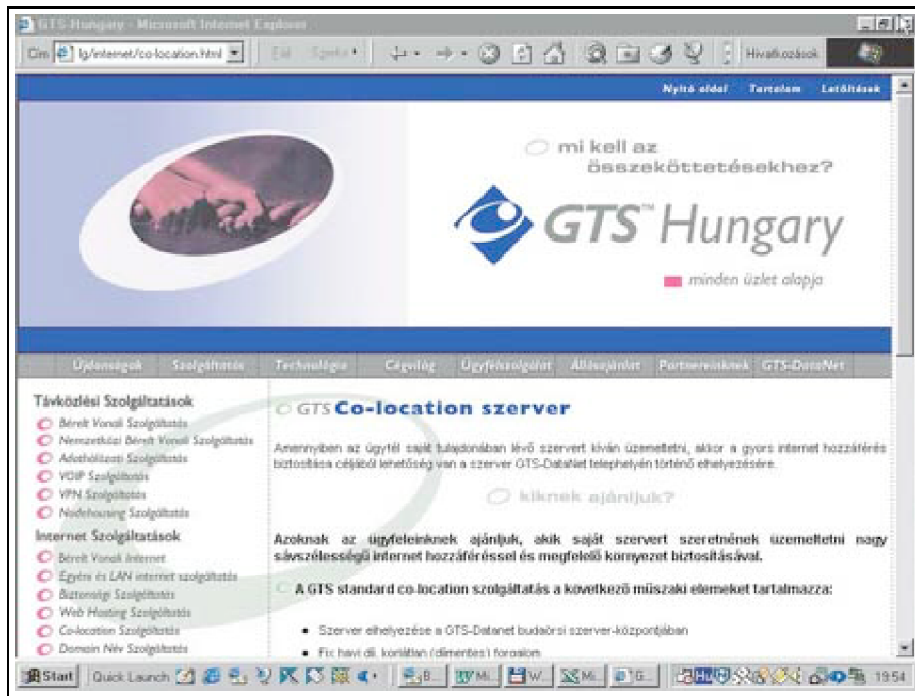 GTS Hungary - Microsoft Internet Explorer
Cím lg/internet/co-location.html Hivatkozások
Nyitó oldal Tartalom Letöltések
mi kell az
összeköttetésekhez?
GTS™ Hungary
minden üzlet alapja
Újdonságok Szolgáltatás Technológia Cégvilág Ügyfélszolgálat Állásajánlat Partnereinknek GTS-DataNet
Távközlési Szolgáltatások
Bérelt Vonali Szolgáltatás
Nemzetközi Bérelt Vonali Szolgáltatás
Adathálózati Szolgáltatás
VOIP Szolgáltatás
VPN Szolgáltatás
Nodehousing Szolgáltatás
Internet Szolgáltatások
Bérelt Vonali Internet
Egyéni és LAN internet szolgáltatás
Biztonsági Szolgáltatás
Web Hosting Szolgáltatás
Co-location Szolgáltatás
Domain Név Szolgáltatás
GTS Co-location szerver
Amennyiben az ügyfél saját tulajdonában lévő szervert kíván üzemeltetni, akkor a gyors internet hozzáférés
biztosítása céljából lehetőség van a szerver GTS-DataNet telephelyén történő elhelyezésére.
kiknek ajánljuk?
Azoknak az ügyfeleinknek ajánljuk, akik saját szervert szeretnének üzemeltetni nagy
sávszélességű internet hozzáféréssel és megfelelő környezet biztosításával.
A GTS standard co-location szolgáltatás a következő műszaki elemeket tartalmazza:
Szerver elhelyezése a GTS-Datanet budaörsi szerver-központjában
Fix havi díj, korlátlan (díjmentes) forgalom
Start Quick Launch B... Mi... W... Mi... G... Hu 19:54